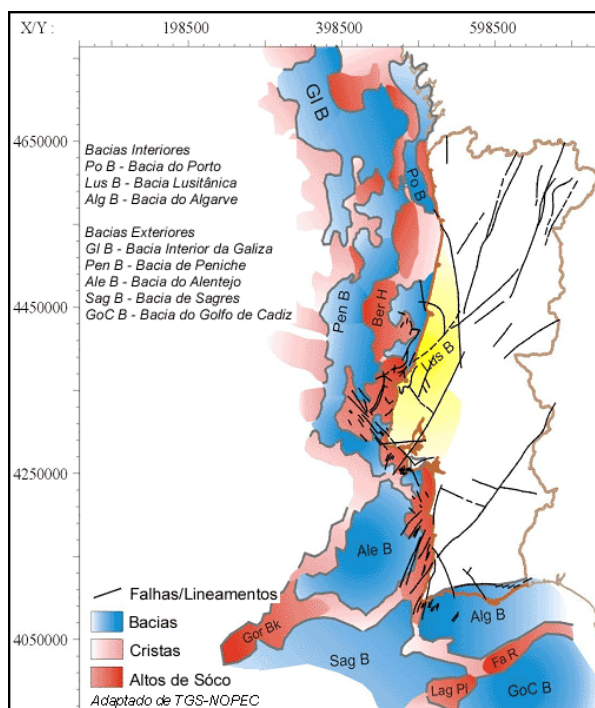 X/Y :
198500
398500
598500
4650000
4450000
4250000
4050000
Bacias Interiores
Po B - Bacia do Porto
Lus B - Bacia Lusitânica
Alg B - Bacia do Algarve
Bacias Exteriores
Gl B - Bacia Interior da Galiza
Pen B - Bacia de Peniche
Ale B - Bacia do Alentejo
Sag B - Bacia de Sagres
GoC B - Bacia do Golfo de Cadiz
Gl B
Po B
Pen B
Ber H
Lus B
Ale B
Gor Bk
Sag B
Alg B
Fa R
Lag Pl
GoC B
Falhas/Lineamentos
Bacias
Cristas
Altos de Sóco
Adaptado de TGS-NOPEC